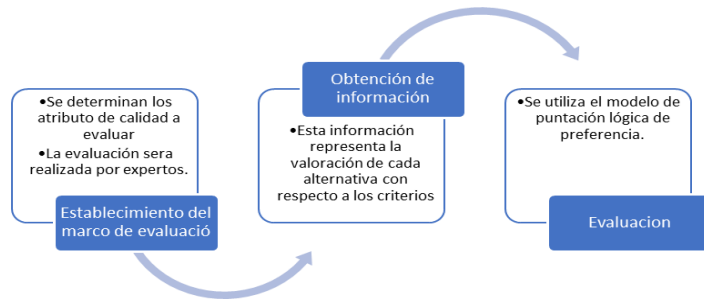 •Se determinan los
atributo de calidad a
evaluar
•La evaluación sera
realizada por expertos.
Establecimiento del
marco de evaluació
Obtención de
información
•Esta información
representa la
valoración de cada
alternativa con
respecto a los criterios
•Se utiliza el modelo de
puntación lógica de
preferencia.
Evaluacion